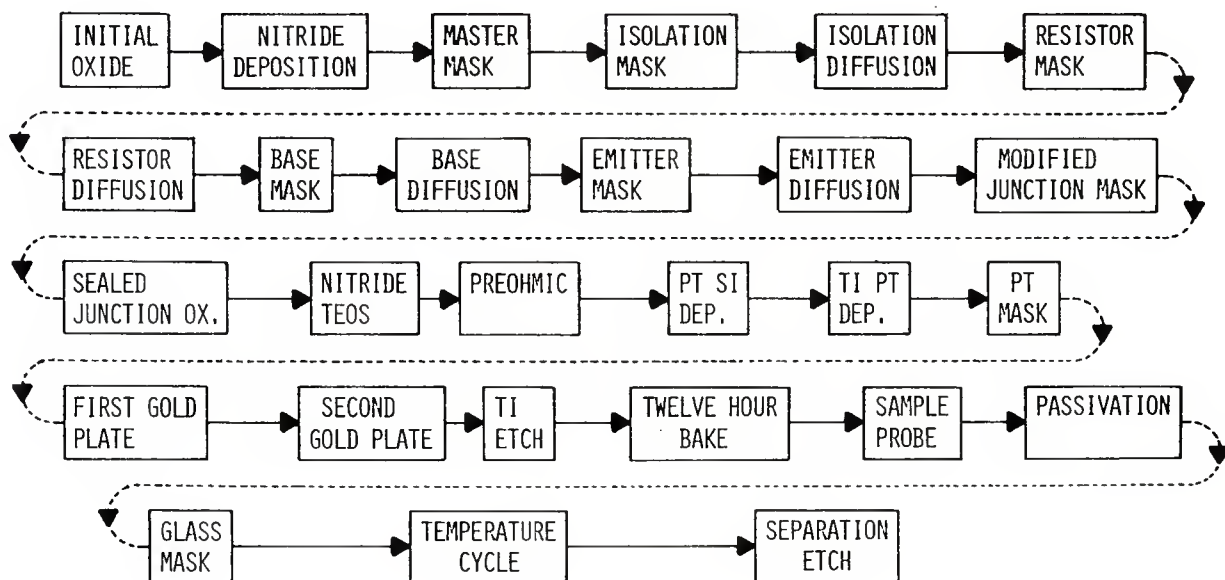 INITIAL
OXIDE
NITRIDE
DEPOSITION
MASTER
MASK
ISOLATION
MASK
ISOLATION
DIFFUSION
RESISTOR
MASK
RESISTOR
DIFFUSION
BASE
MASK
BASE
DIFFUSION
EMITTER
MASK
EMITTER
DIFFUSION
MODIFIED
JUNCTION MASK
SEALED
JUNCTION OX.
NITRIDE
TEOS
PREOHMIC
PT SI
DEP.
TI PT
DEP.
PT
MASK
FIRST GOLD
PLATE
SECOND
GOLD PLATE
TI
ETCH
TWELVE HOUR
BAKE
SAMPLE
PROBE
PASSIVATION
GLASS
MASK
TEMPERATURE
CYCLE
SEPARATION
ETCH